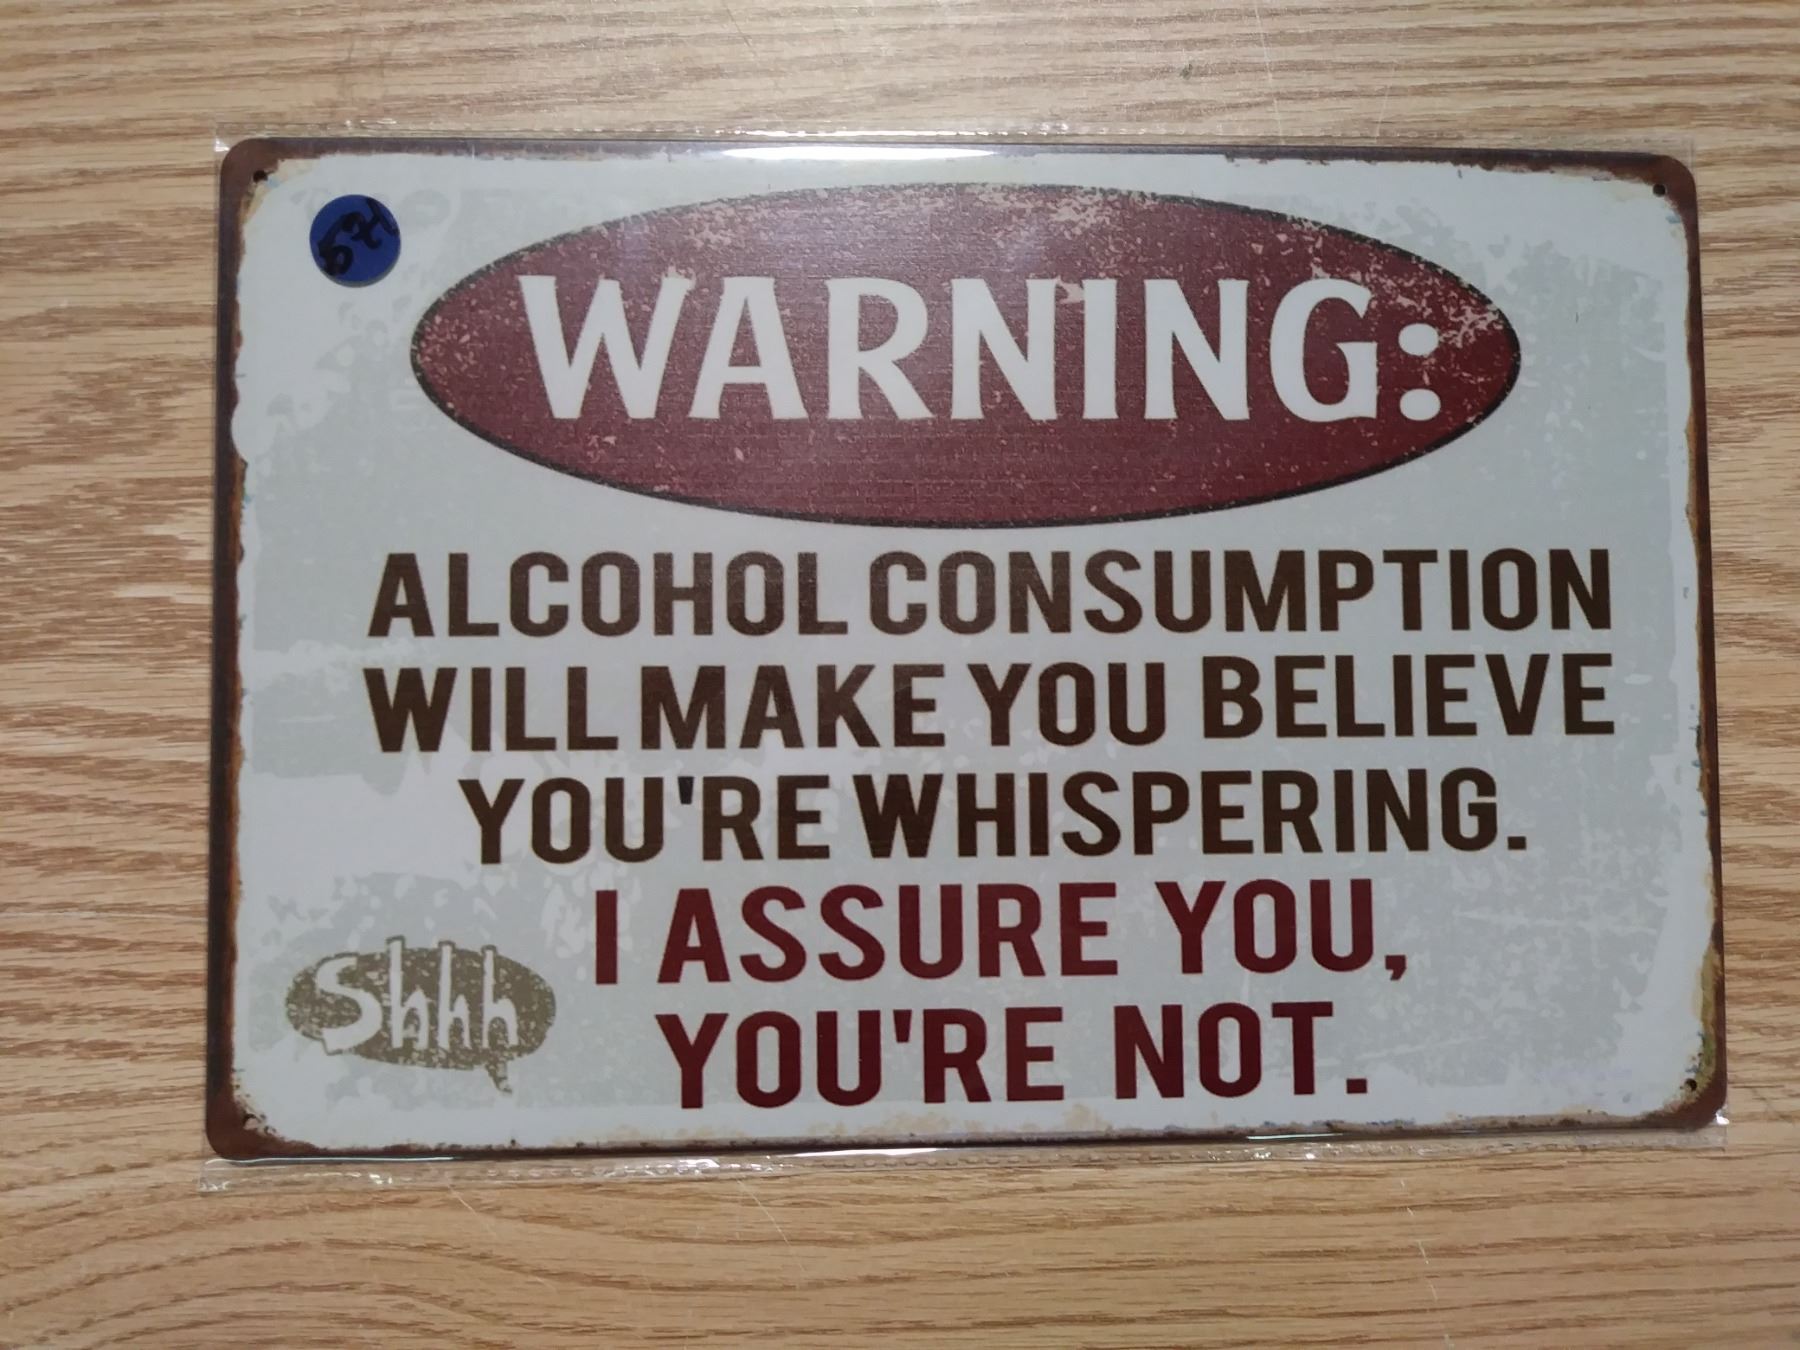 WARNING:
ALCOHOL CONSUMPTION
WILL MAKE YOU BELIEVE
YOU'RE WHISPERING.
I ASSURE YOU,
YOU'RE NOT.
Shhh